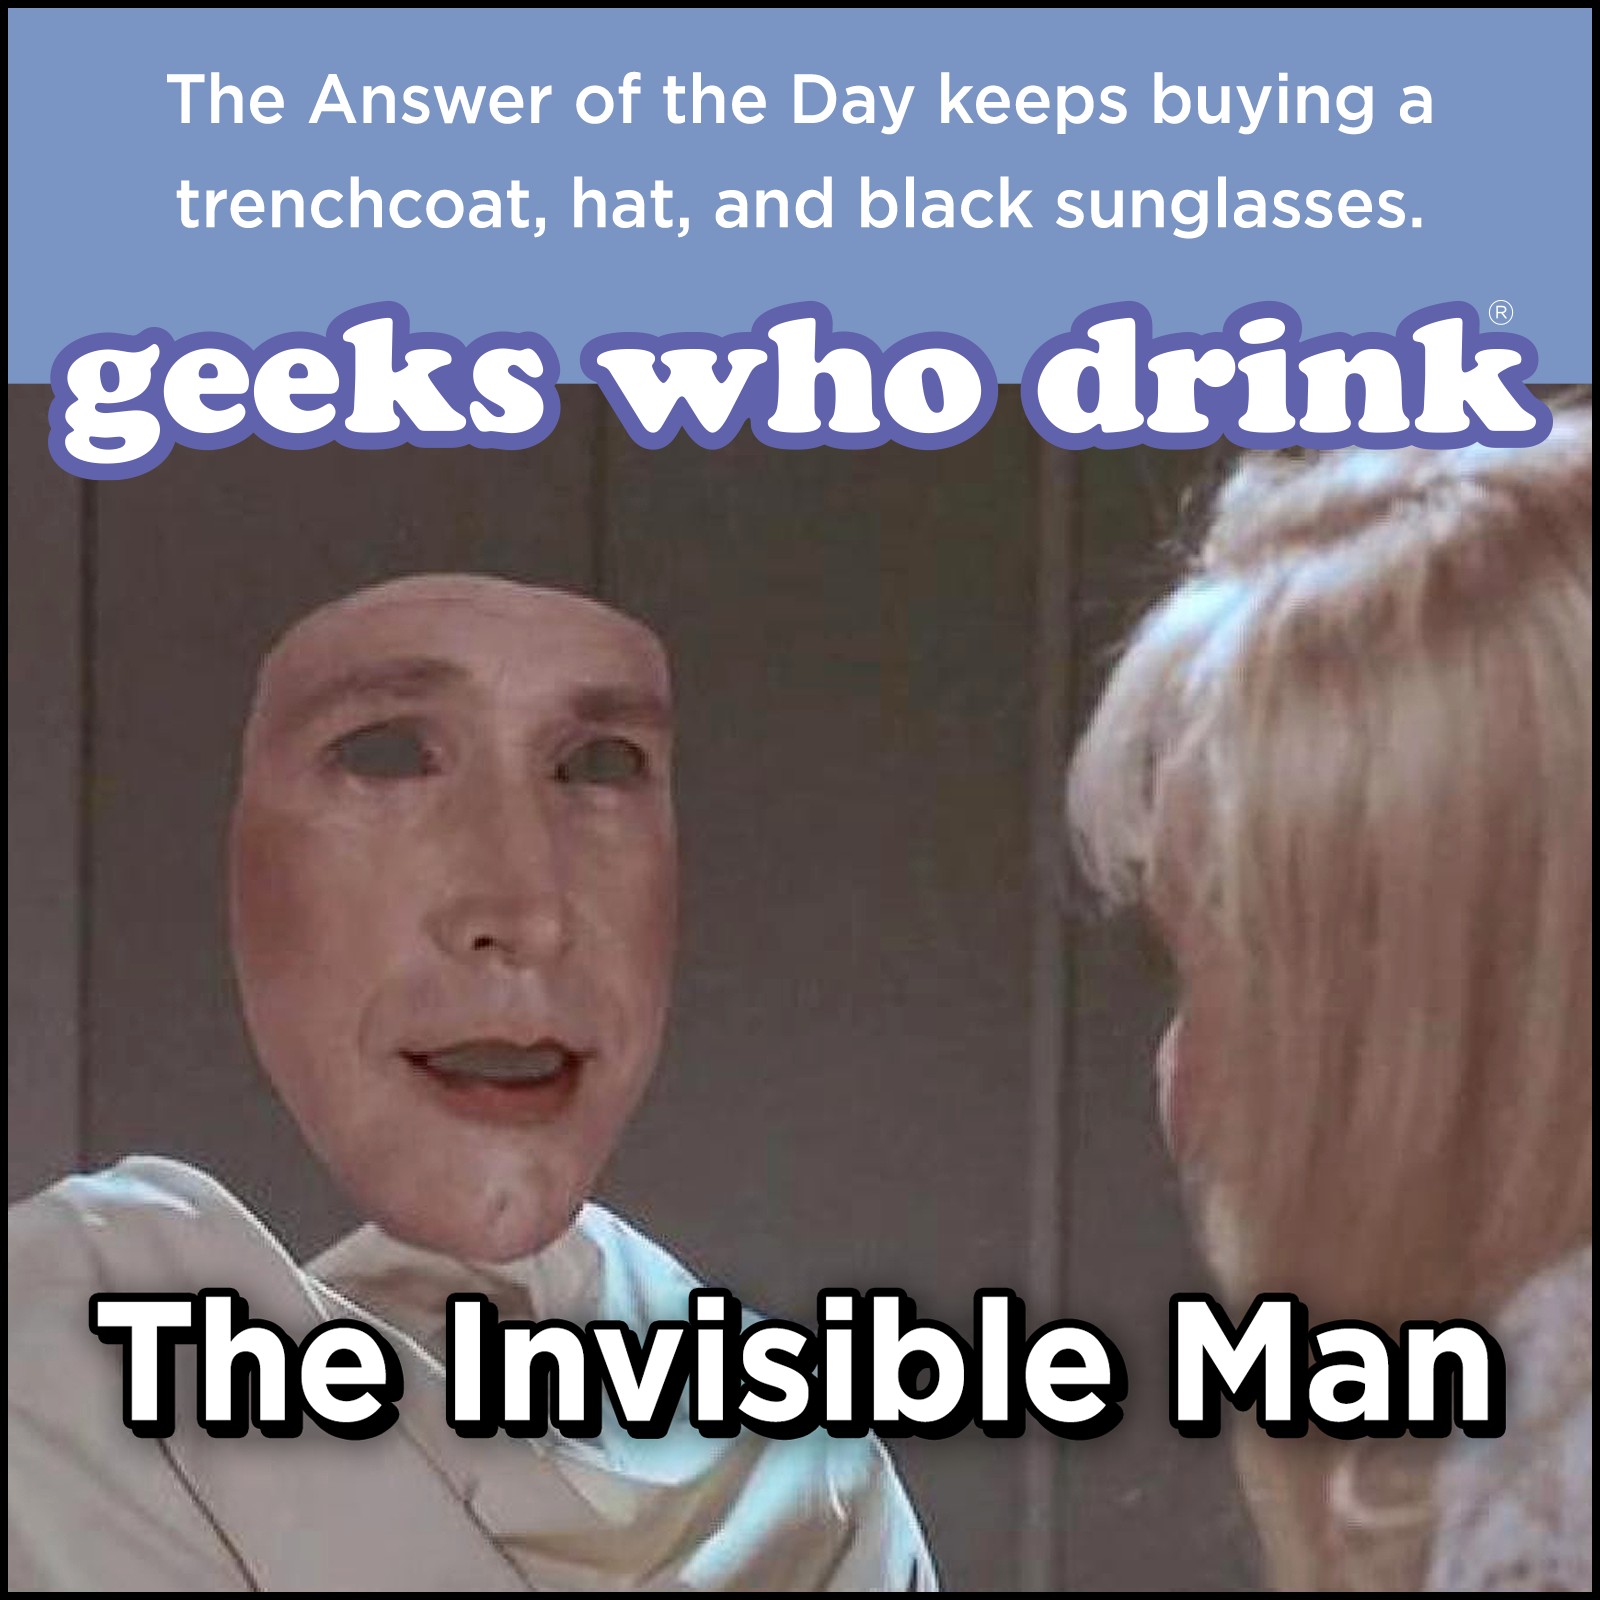 The Answer of the Day keeps buying a
trenchcoat, hat, and black sunglasses.
geeks who drink®
The Invisible Man